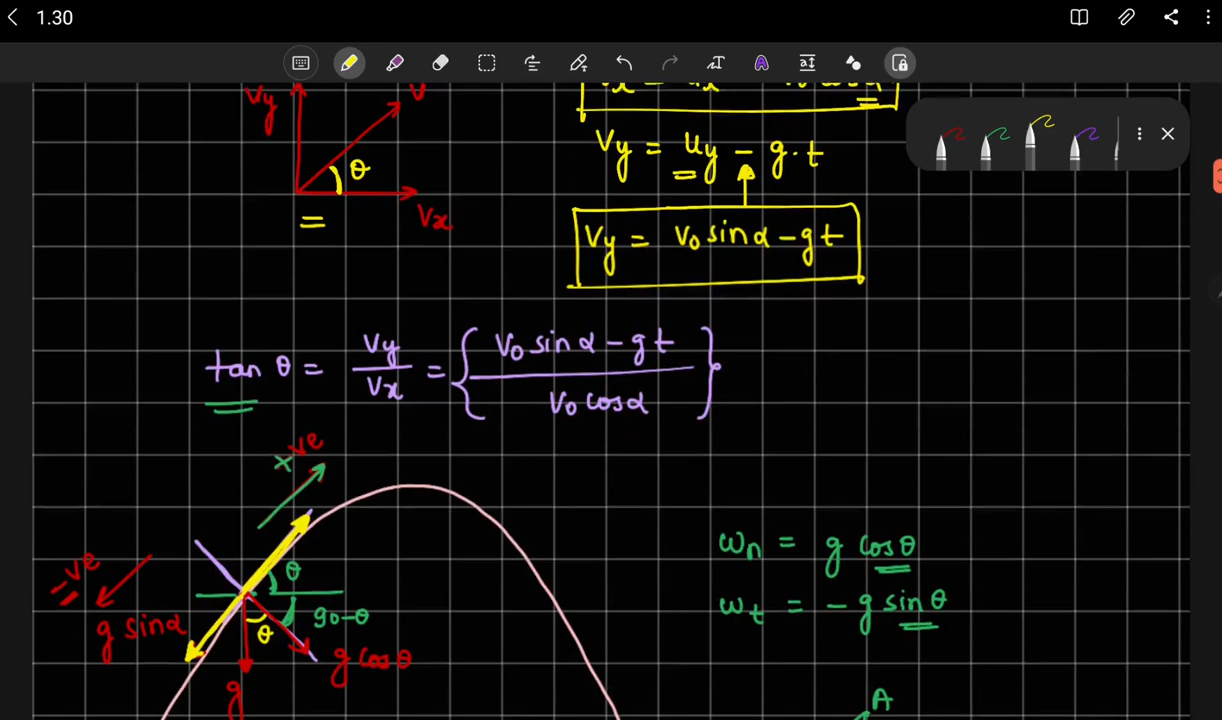 1.30
Vy
V
θ
Vx
Vy = uy - g.t
Vy = v₀ sinα - gt
tan θ = Vy/Vx = { v₀ sinα - gt / v₀ cosα }
+ve
-ve
θ
90-θ
θ
g sinα
g cosθ
g
ωn = g cosθ
ωt = - g sinθ
A